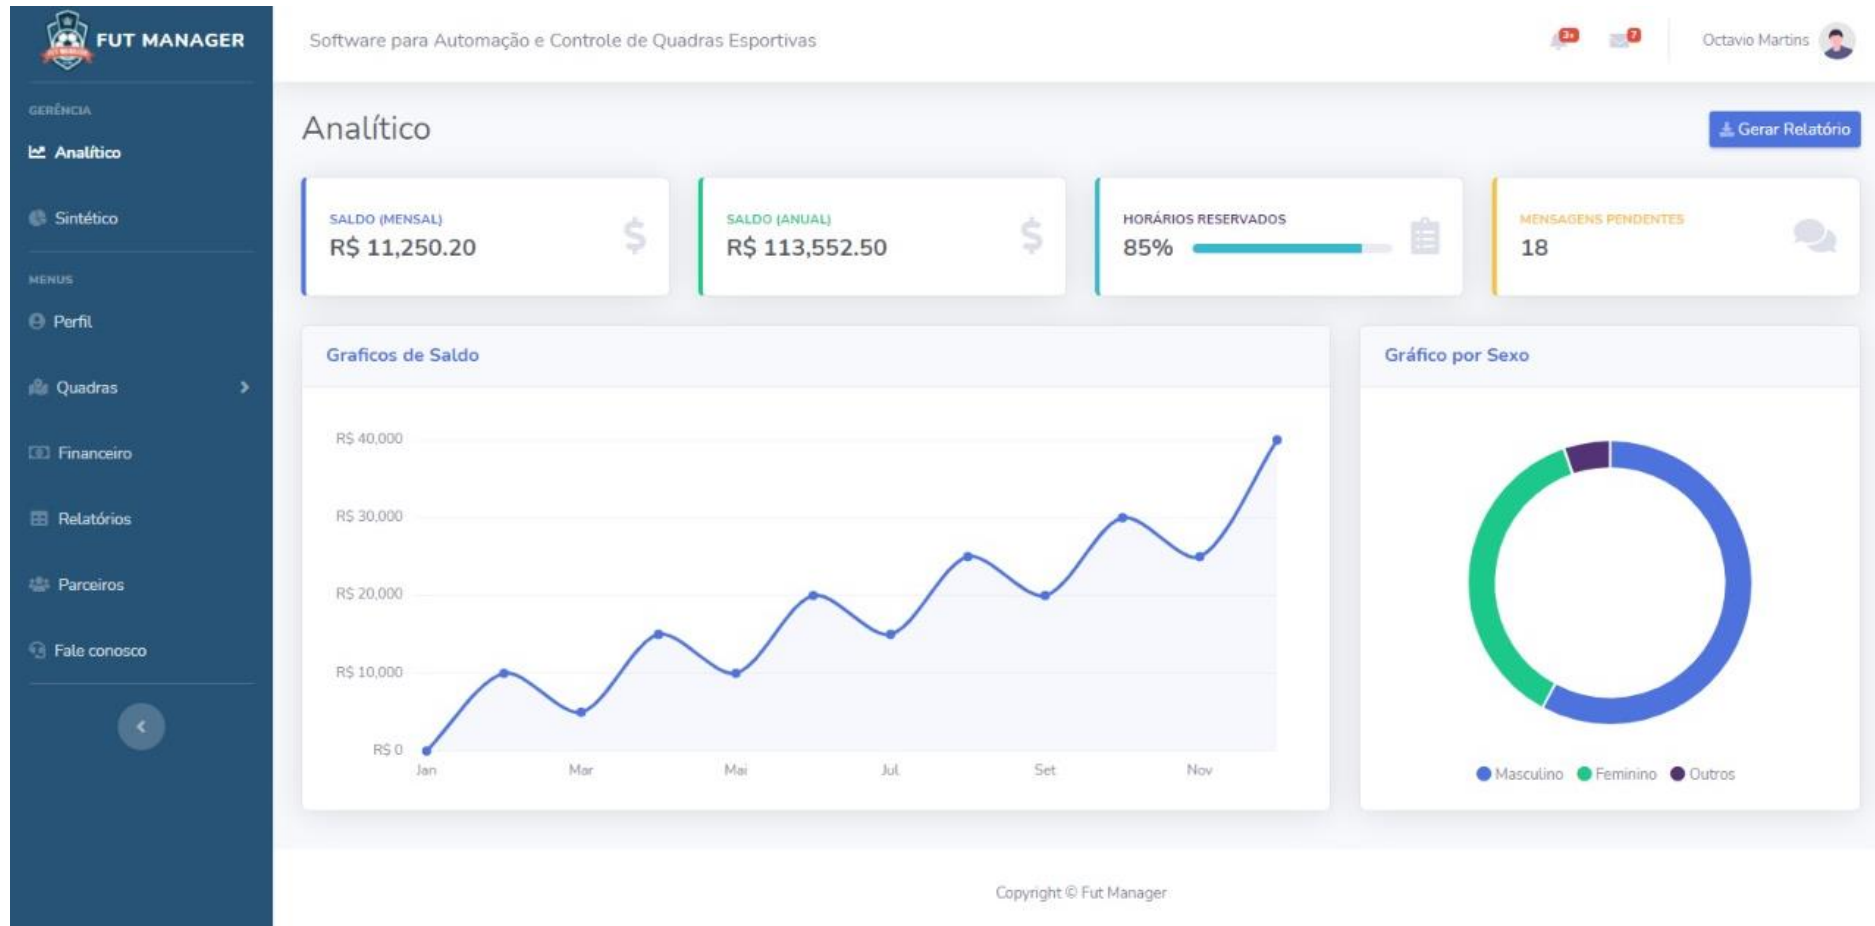 FUT MANAGER
Software para Automação e Controle de Quadras Esportivas
3+
7
Octavio Martins
GERÊNCIA
Analítico
Sintético
MENUS
Perfil
Quadras
Financeiro
Relatórios
Parceiros
Fale conosco
Analítico
Gerar Relatório
SALDO (MENSAL)
R$ 11,250.20
SALDO (ANUAL)
R$ 113,552.50
HORÁRIOS RESERVADOS
85%
MENSAGENS PENDENTES
18
Graficos de Saldo
R$ 40,000
R$ 30,000
R$ 20,000
R$ 10,000
R$ 0
Jan Mar Mai Jul Set Nov
Gráfico por Sexo
Masculino Feminino Outros
Copyright © Fut Manager